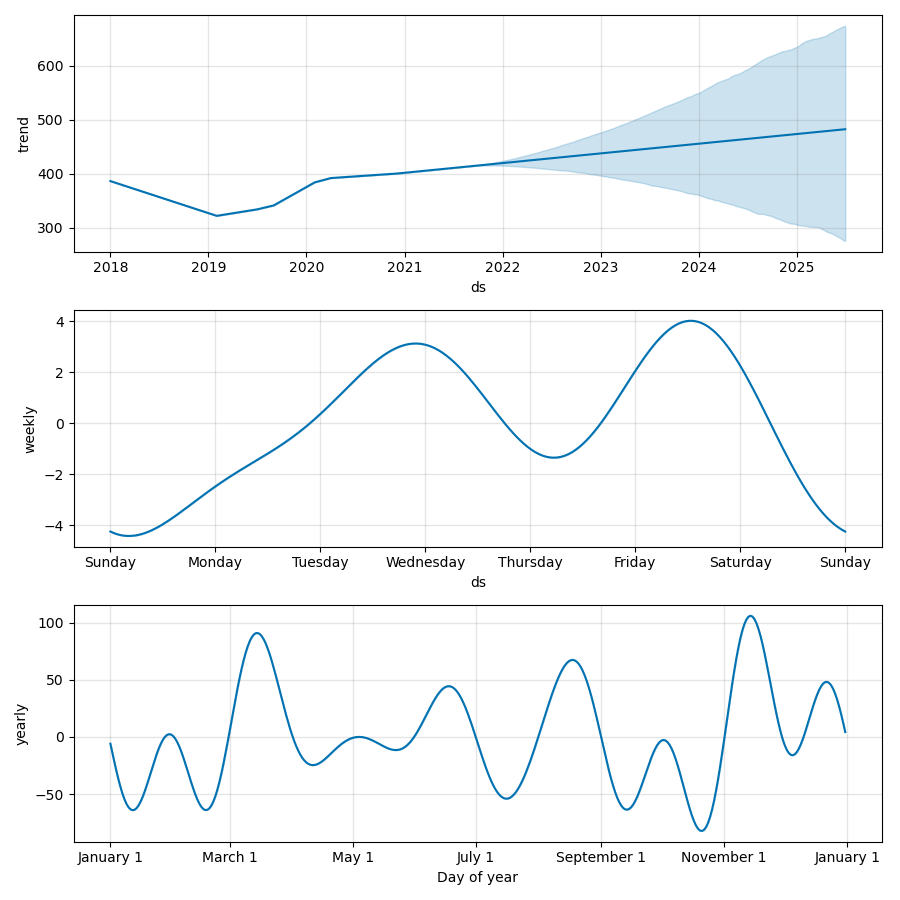 600
500
400
300
trend
2018 2019 2020 2021 2022 2023 2024 2025
ds
4
2
0
−2
−4
weekly
Sunday Monday Tuesday Wednesday Thursday Friday Saturday Sunday
ds
100
50
0
−50
yearly
January 1 March 1 May 1 July 1 September 1 November 1 January 1
Day of year